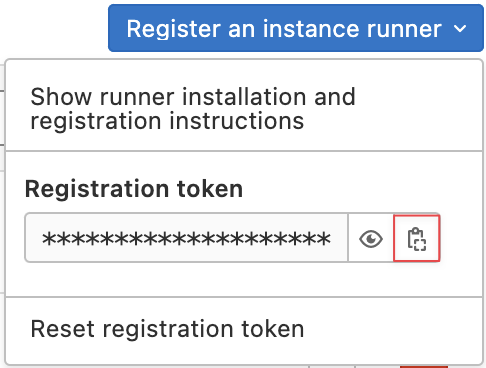 Register an instance runner
Show runner installation and
registration instructions
Registration token
********************
Reset registration token